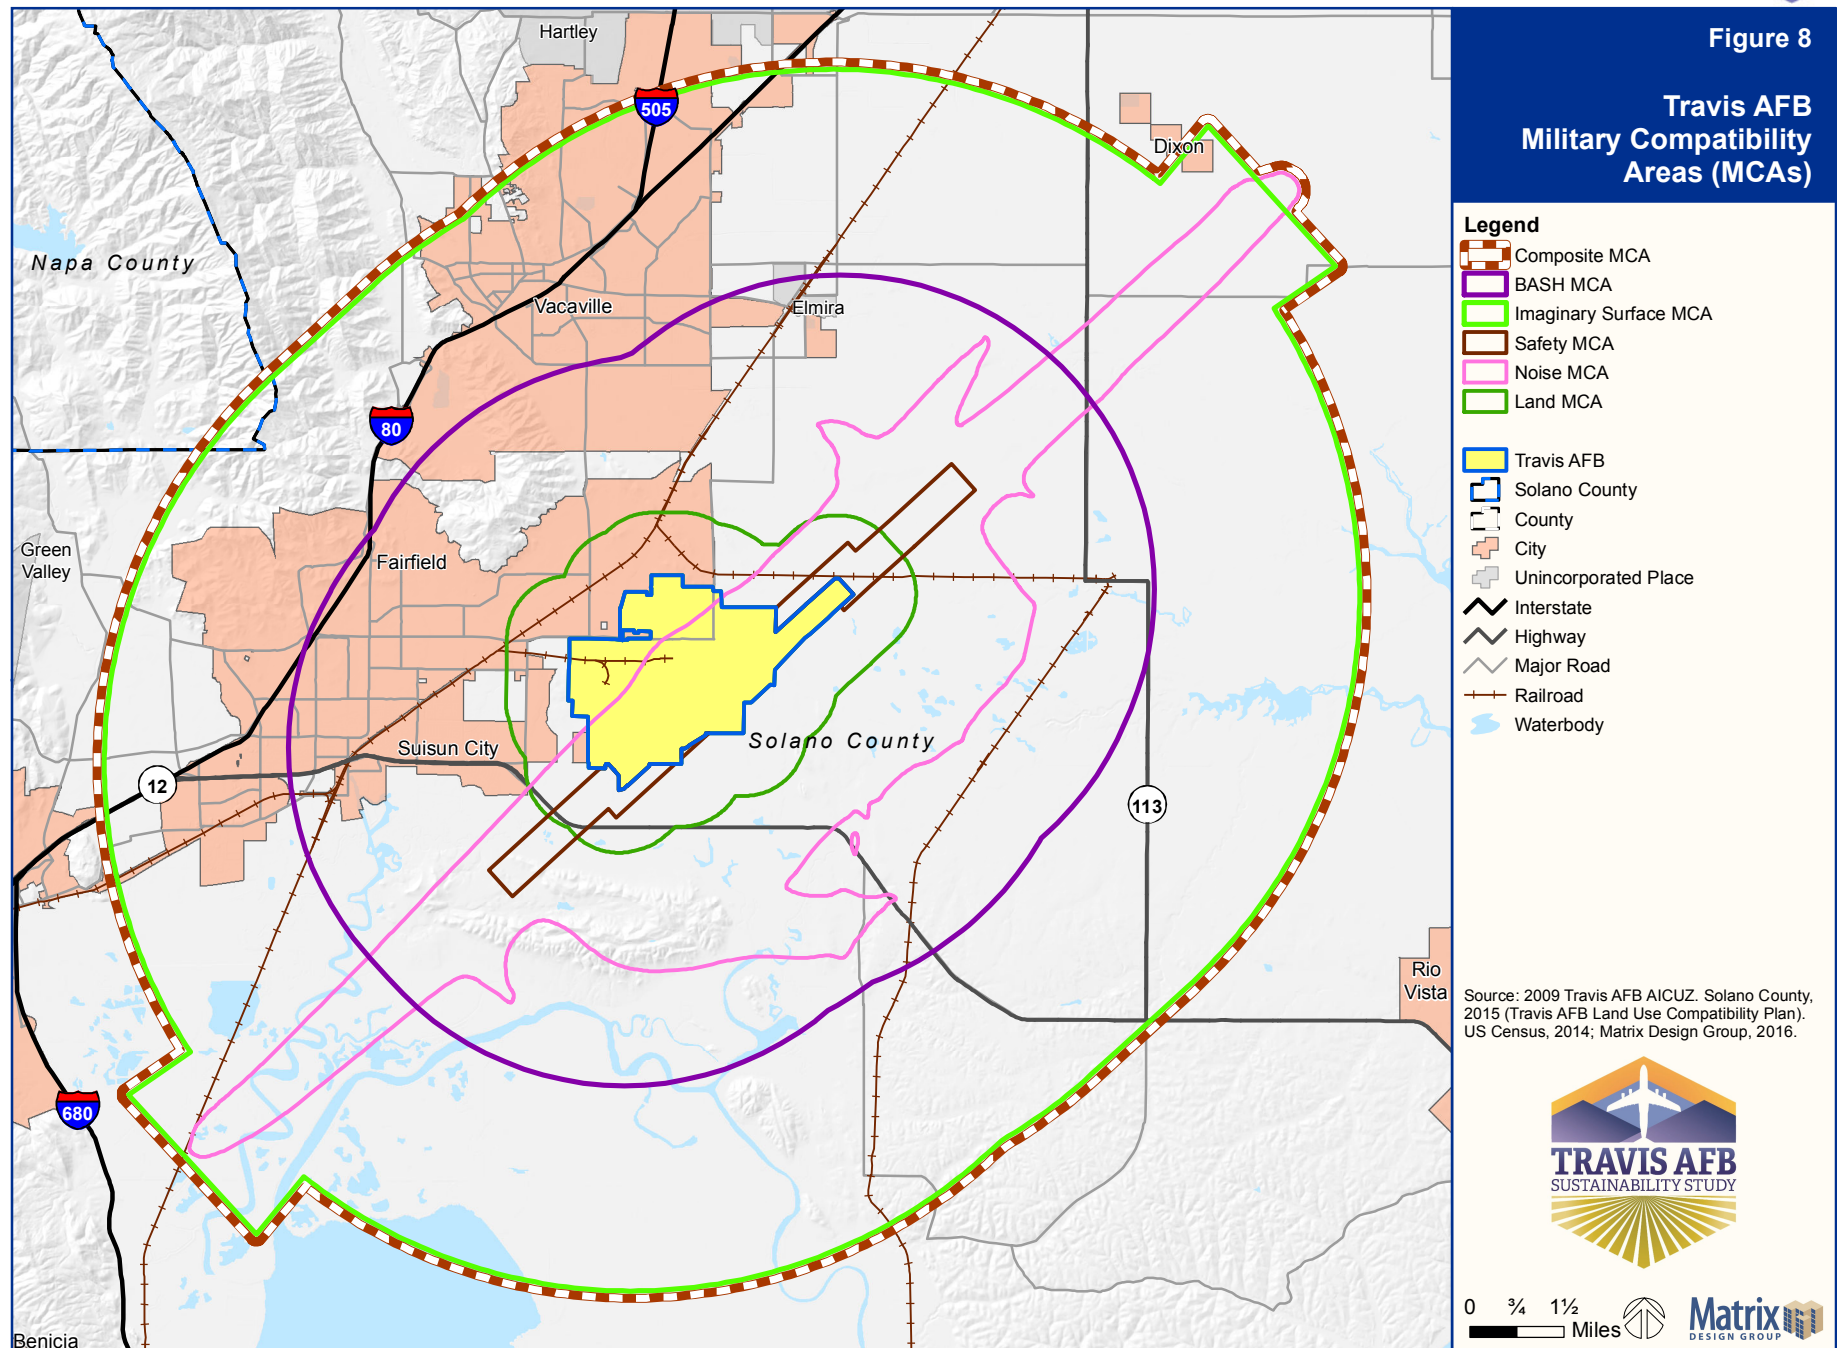 Figure 8
Travis AFB
Military Compatibility
Areas (MCAs)
Legend
Composite MCA
BASH MCA
Imaginary Surface MCA
Safety MCA
Noise MCA
Land MCA
Travis AFB
Solano County
County
City
Unincorporated Place
Interstate
Highway
Major Road
Railroad
Waterbody
Source: 2009 Travis AFB AICUZ. Solano County,
2015 (Travis AFB Land Use Compatibility Plan).
US Census, 2014; Matrix Design Group, 2016.
TRAVIS AFB
SUSTAINABILITY STUDY
0 ¾ 1½
Miles
Matrix
DESIGN GROUP
Hartley
505
Dixon
Napa County
Vacaville
Elmira
80
Green
Valley
Fairfield
Suisun City
Solano County
12
113
Rio
Vista
680
Benicia